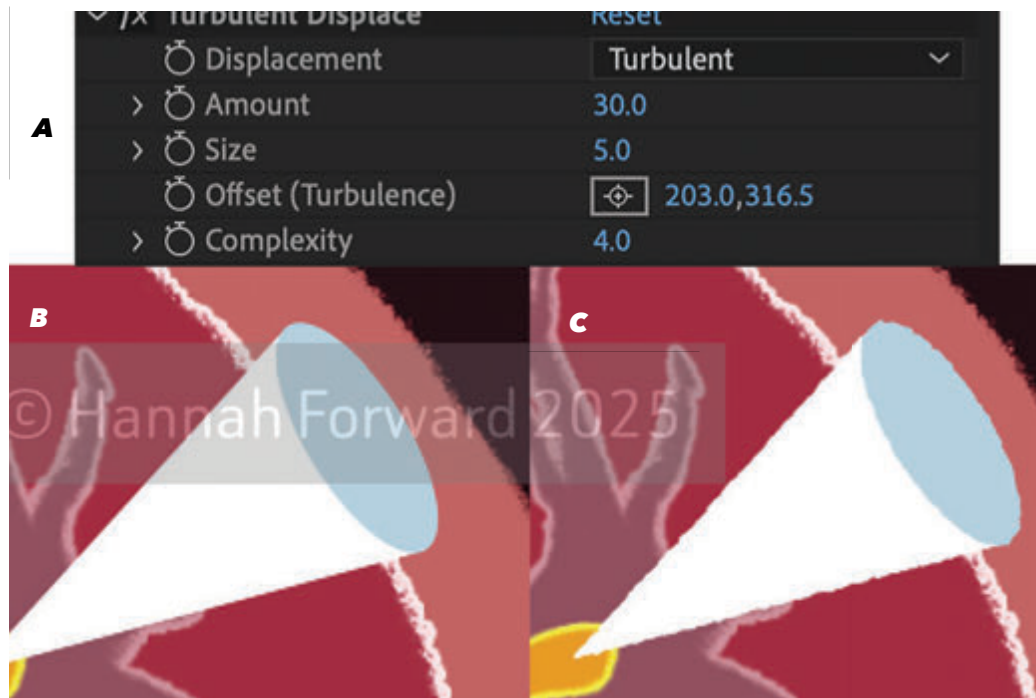 fx Turbulent Displace Reset
Displacement Turbulent
Amount 30.0
A
Size 5.0
Offset (Turbulence) 203.0,316.5
Complexity 4.0
B C
© Hannah Forward 2025